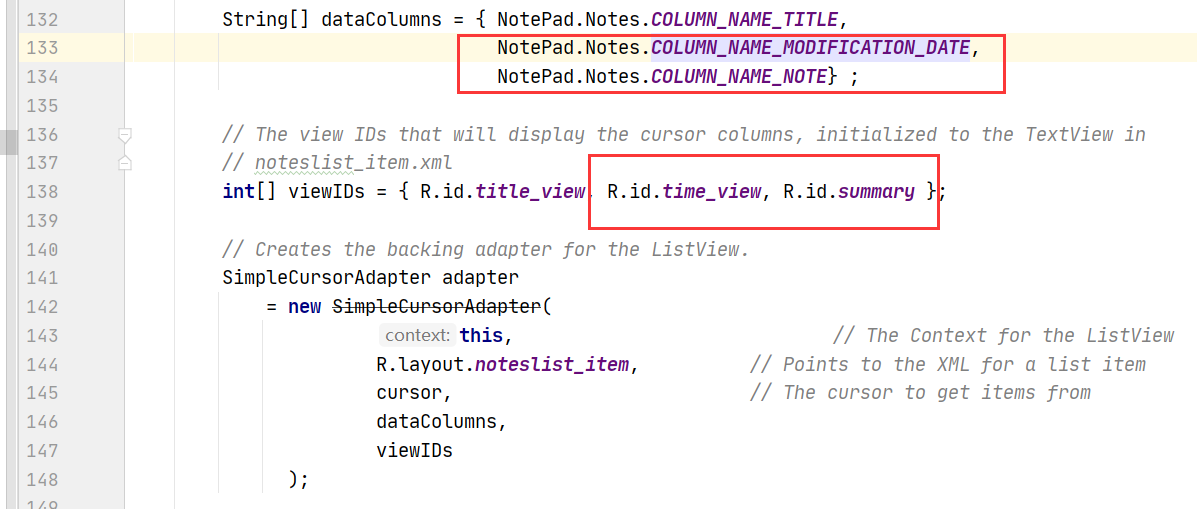 132 String[] dataColumns = { NotePad.Notes.COLUMN_NAME_TITLE,
133 NotePad.Notes.COLUMN_NAME_MODIFICATION_DATE,
134 NotePad.Notes.COLUMN_NAME_NOTE} ;
135
136 // The view IDs that will display the cursor columns, initialized to the TextView in
137 // noteslist_item.xml
138 int[] viewIDs = { R.id.title_view, R.id.time_view, R.id.summary };
139
140 // Creates the backing adapter for the ListView.
141 SimpleCursorAdapter adapter
142 = new SimpleCursorAdapter(
143 context: this, // The Context for the ListView
144 R.layout.noteslist_item, // Points to the XML for a list item
145 cursor, // The cursor to get items from
146 dataColumns,
147 viewIDs
148 );
149